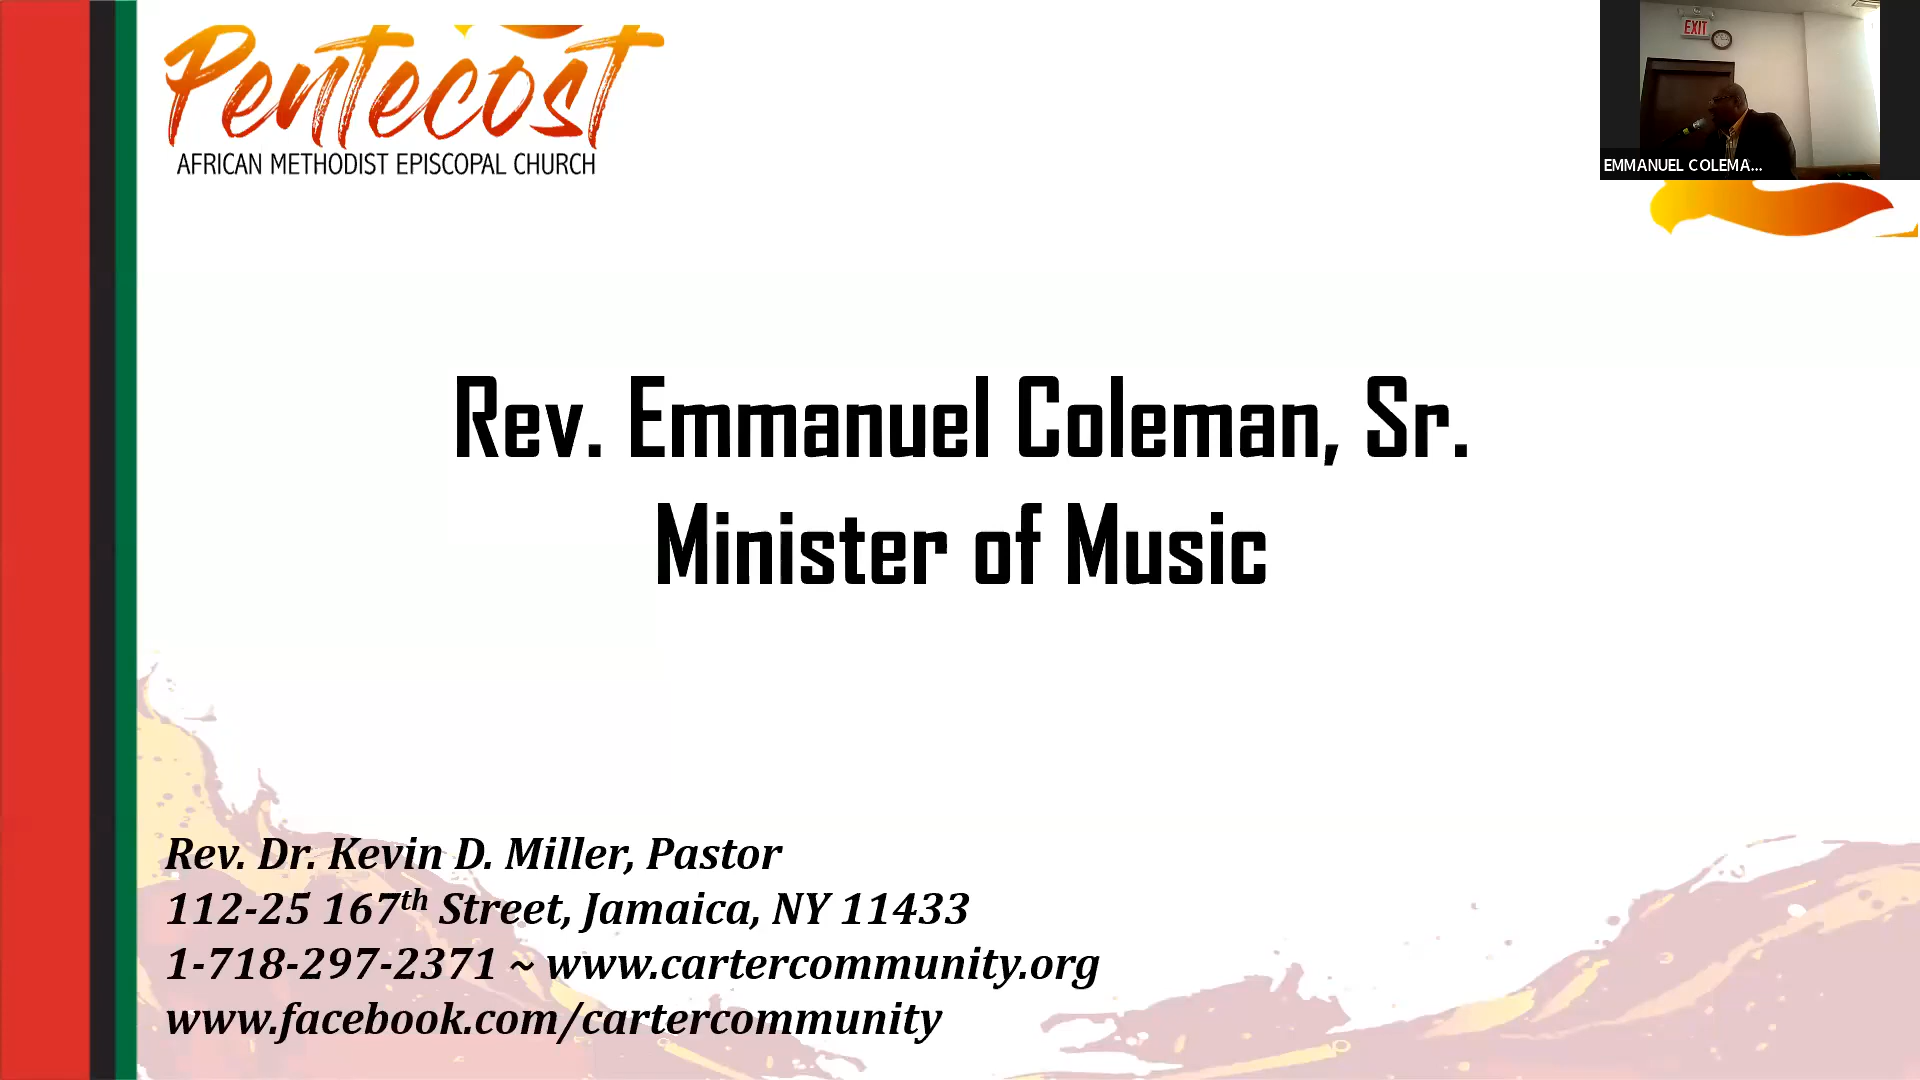 Pentecost
AFRICAN METHODIST EPISCOPAL CHURCH
EXIT
EMMANUEL COLEMA...
Rev. Emmanuel Coleman, Sr.
Minister of Music
Rev. Dr. Kevin D. Miller, Pastor
112-25 167th Street, Jamaica, NY 11433
1-718-297-2371 ~ www.cartercommunity.org
www.facebook.com/cartercommunity